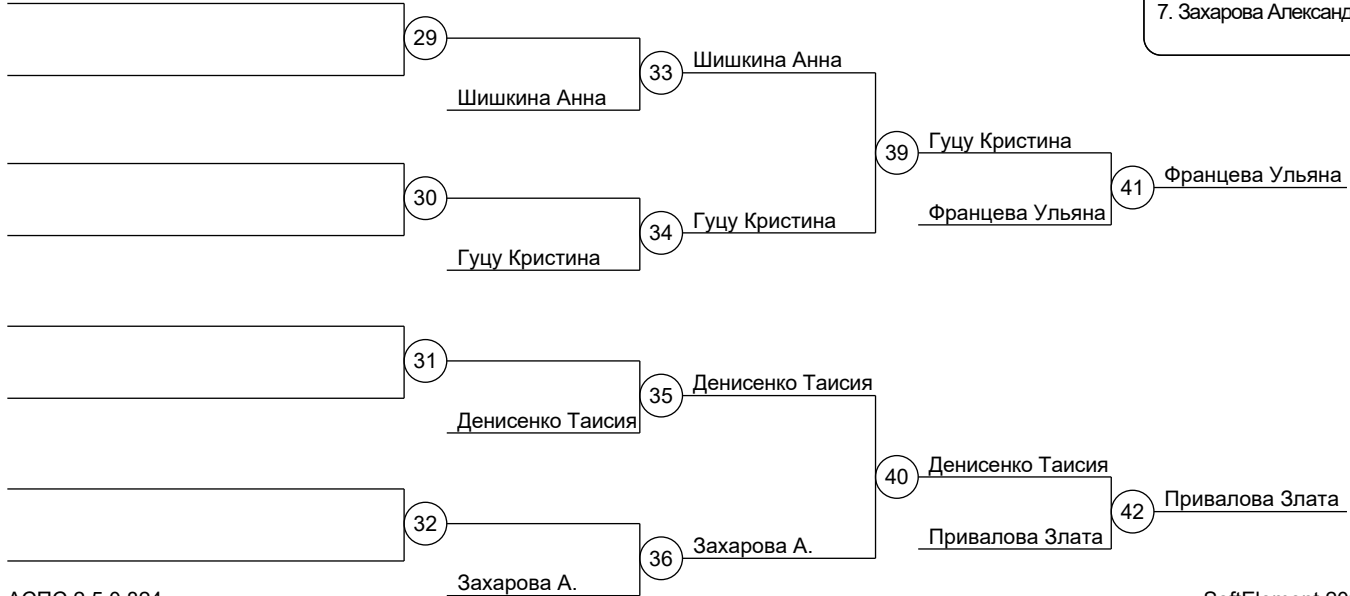 7. Захарова Александ
29
33
Шишкина Анна
Шишкина Анна
39
Гуцу Кристина
30
34
Гуцу Кристина
Гуцу Кристина
41
Францева Ульяна
Францева Ульяна
31
35
Денисенко Таисия
Денисенко Таисия
40
Денисенко Таисия
32
36
Захарова А.
Захарова А.
42
Привалова Злата
Привалова Злата